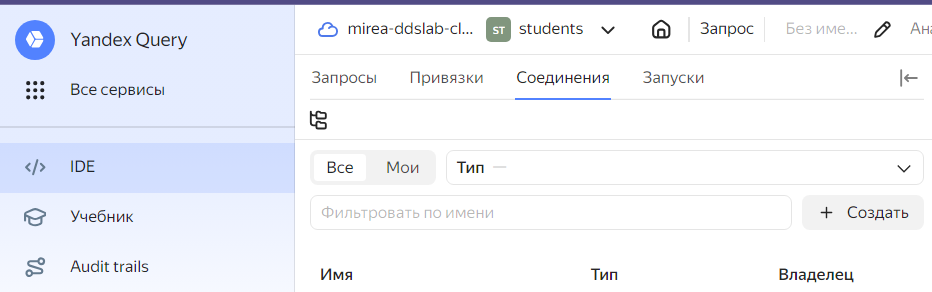 Yandex Query
mirea-ddslab-cl... ST students Запрос Без име...
Все сервисы
Запросы Привязки Соединения Запуски
IDE
Все Мои Тип —
Учебник
Фильтровать по имени + Создать
Audit trails
Имя Тип Владелец